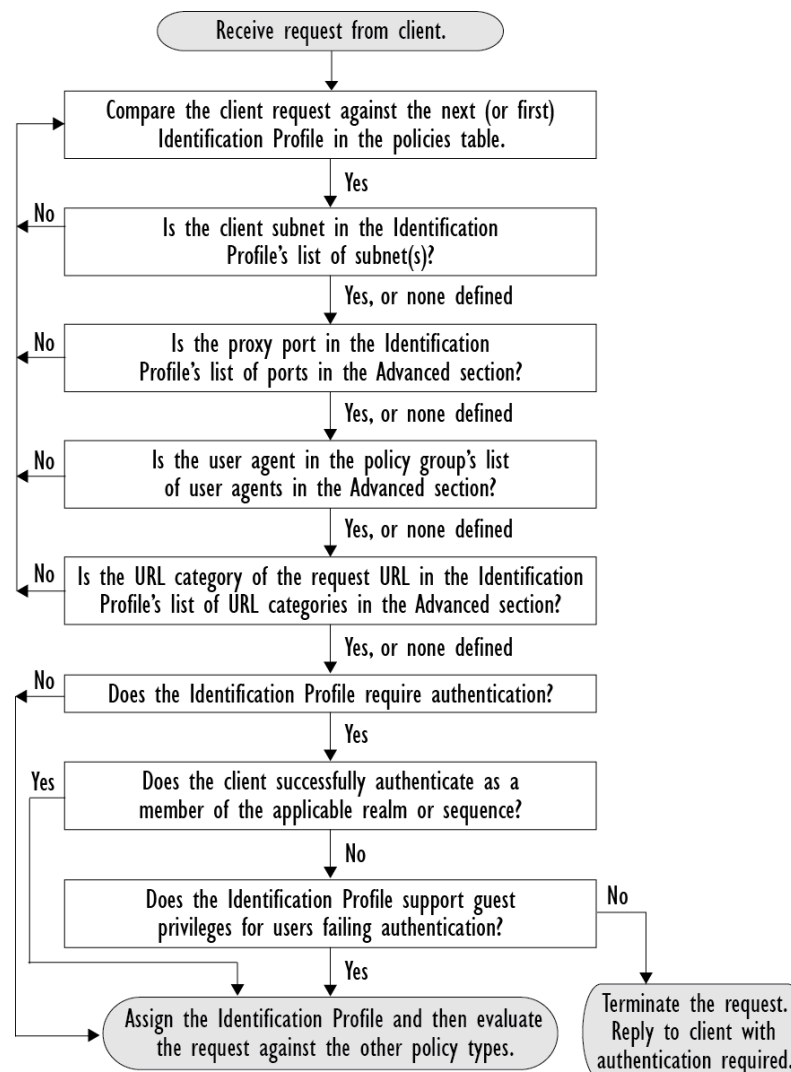 Receive request from client.
Compare the client request against the next (or first)
Identification Profile in the policies table.
Yes
No
Is the client subnet in the Identification
Profile's list of subnet(s)?
Yes, or none defined
No
Is the proxy port in the Identification
Profile's list of ports in the Advanced section?
Yes, or none defined
No
Is the user agent in the policy group's list
of user agents in the Advanced section?
Yes, or none defined
No
Is the URL category of the request URL in the Identification
Profile's list of URL categories in the Advanced section?
Yes, or none defined
No
Does the Identification Profile require authentication?
Yes
Yes
Does the client successfully authenticate as a
member of the applicable realm or sequence?
No
Does the Identification Profile support guest
privileges for users failing authentication?
No
Yes
Assign the Identification Profile and then evaluate
the request against the other policy types.
Terminate the request.
Reply to client with
authentication required.